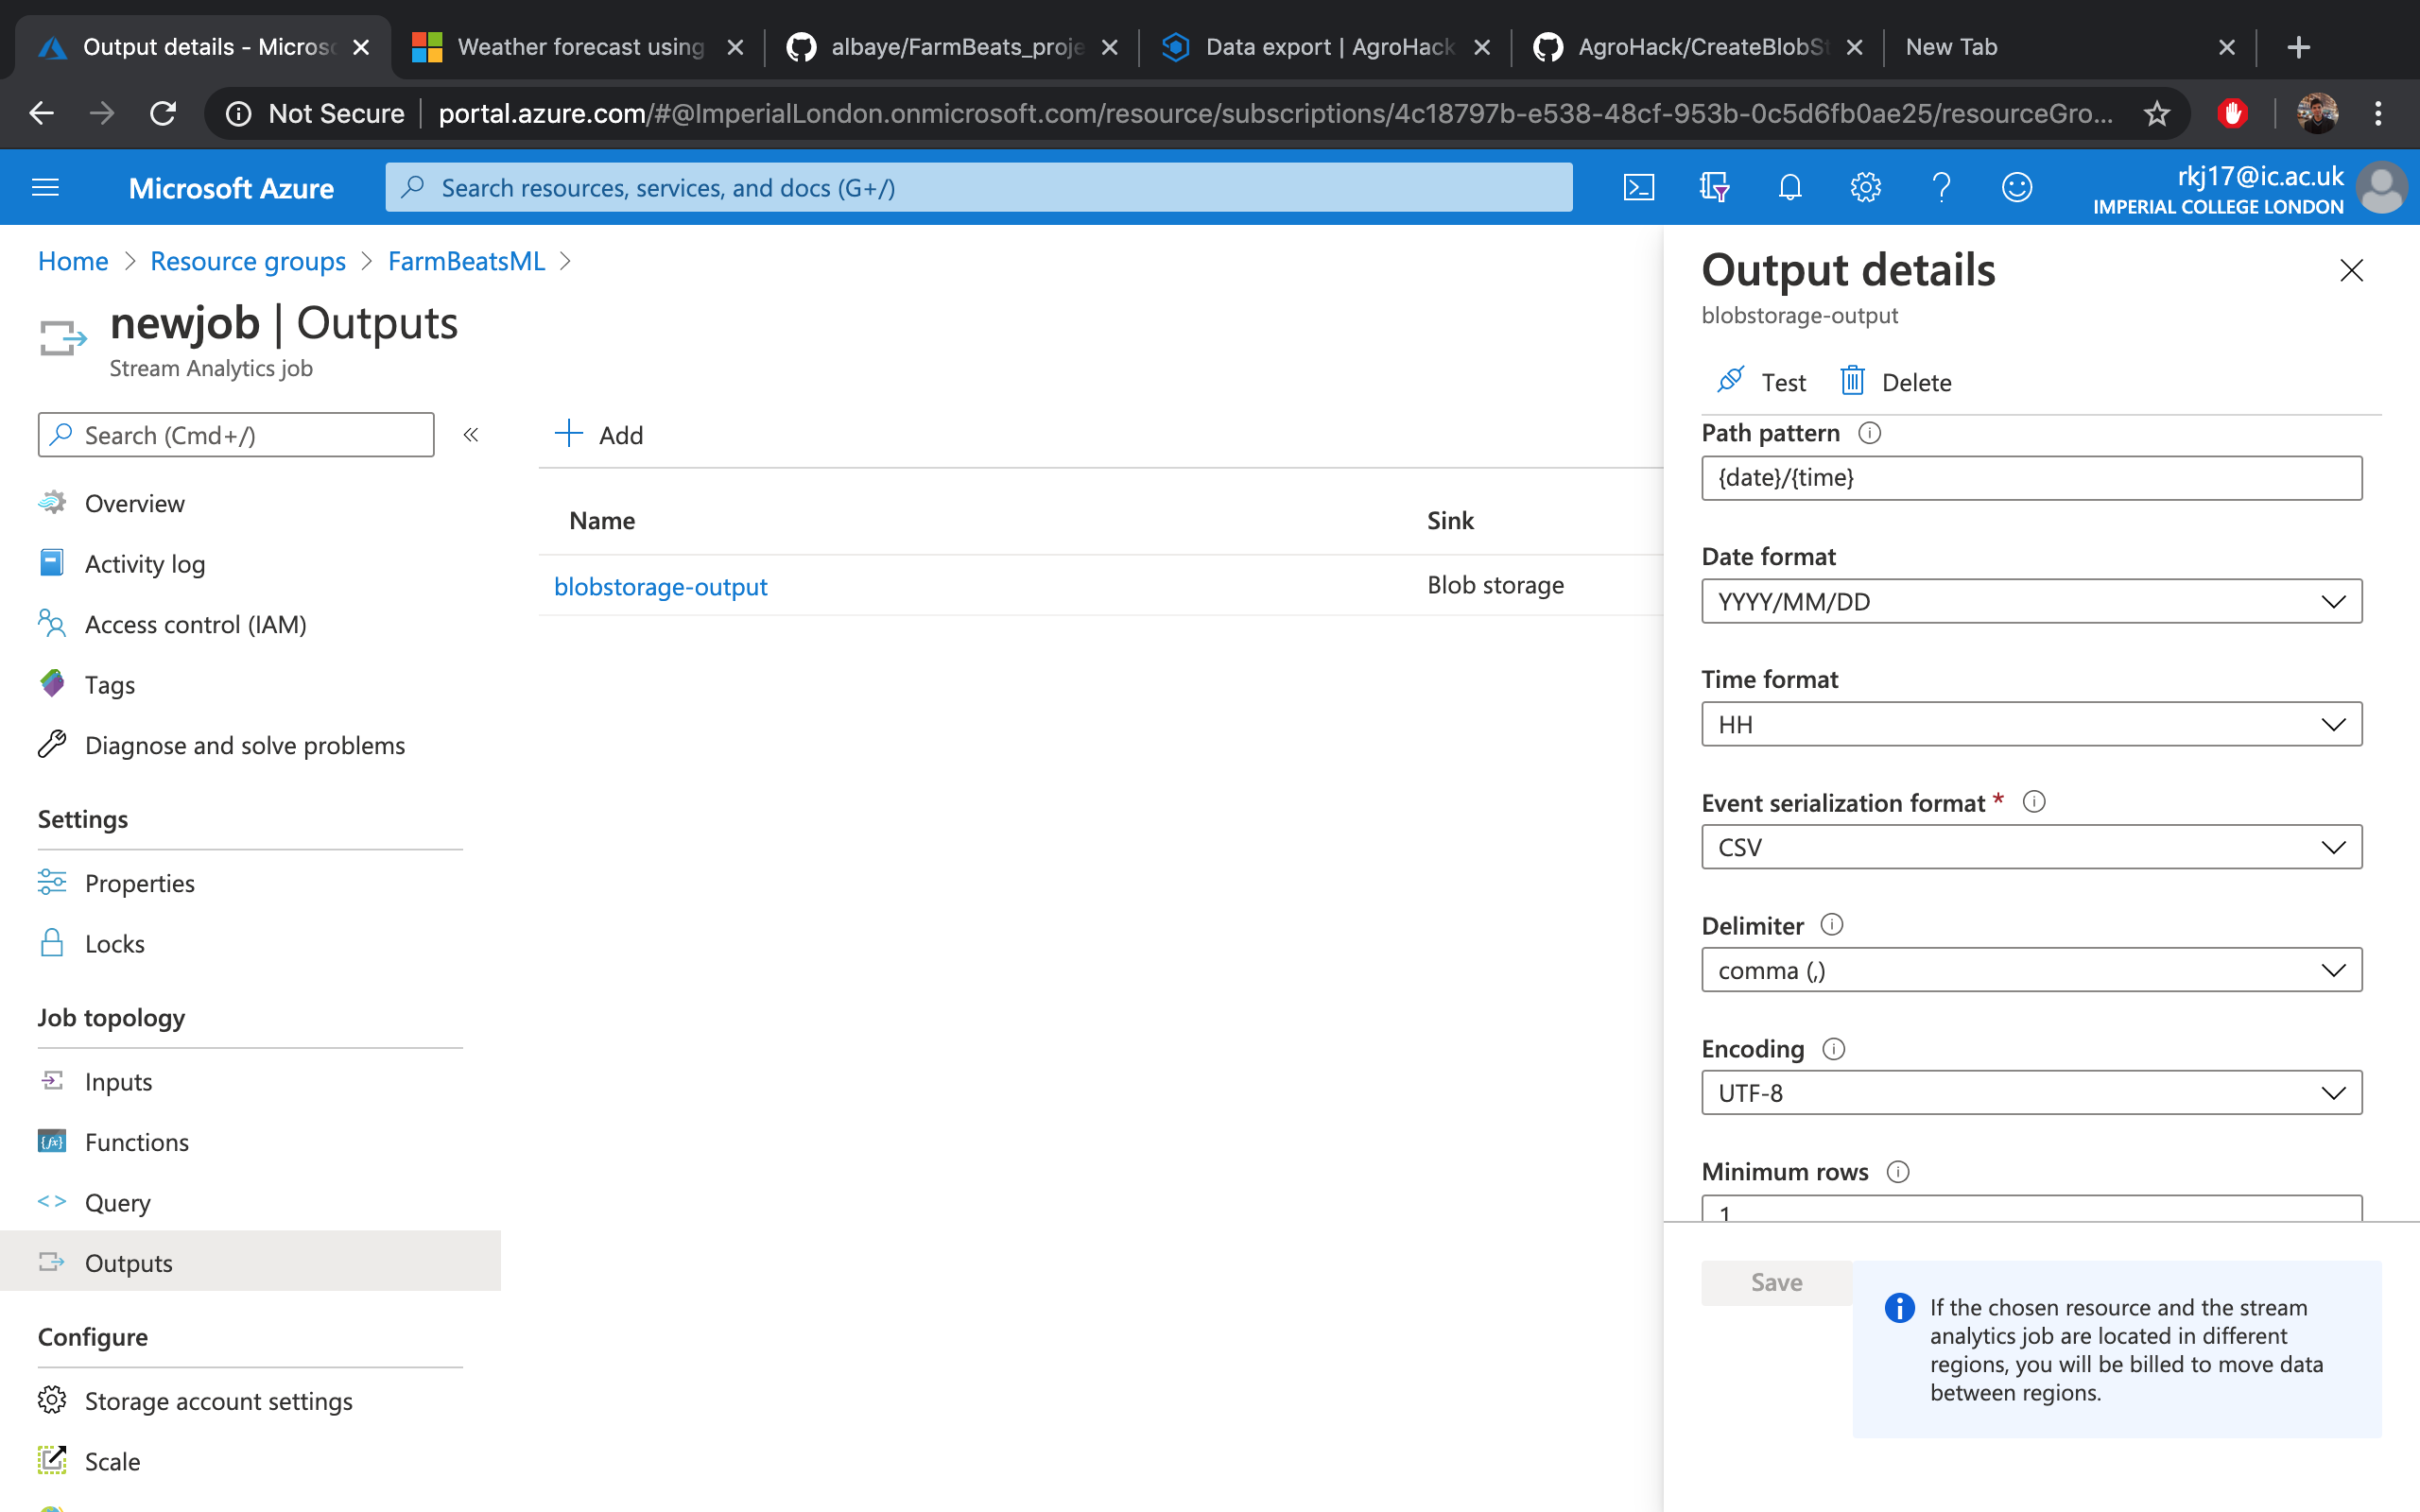 Output details - Micros
Weather forecast using
albaye/FarmBeats_proje
Data export | AgroHack
AgroHack/CreateBlobSt
New Tab
Not Secure
portal.azure.com/#@ImperialLondon.onmicrosoft.com/resource/subscriptions/4c18797b-e538-48cf-953b-0c5d6fb0ae25/resourceGro...
Microsoft Azure
Search resources, services, and docs (G+/)
rkj17@ic.ac.uk
IMPERIAL COLLEGE LONDON
Home > Resource groups > FarmBeatsML >
newjob | Outputs
Stream Analytics job
Search (Cmd+/)
«
Overview
Activity log
Access control (IAM)
Tags
Diagnose and solve problems
Settings
Properties
Locks
Job topology
Inputs
Functions
Query
Outputs
Configure
Storage account settings
Scale
Add
Name
Sink
blobstorage-output
Blob storage
Output details
blobstorage-output
Test
Delete
Path pattern
{date}/{time}
Date format
YYYY/MM/DD
Time format
HH
Event serialization format *
CSV
Delimiter
comma (,)
Encoding
UTF-8
Minimum rows
1
Save
If the chosen resource and the stream
analytics job are located in different
regions, you will be billed to move data
between regions.